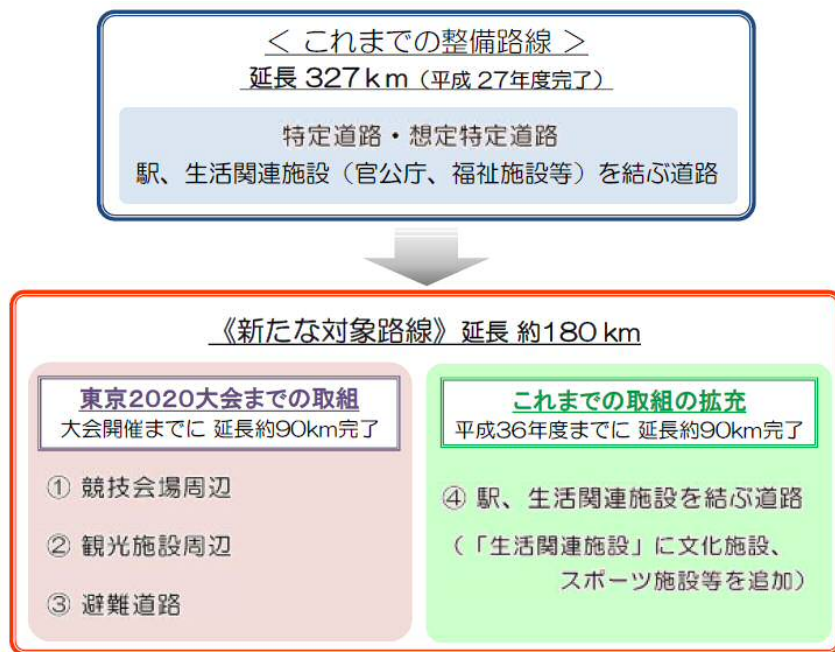 ＜ これまでの整備路線 ＞
延長 327ｋｍ（平成 27年度完了）
特定道路・想定特定道路
駅、生活関連施設（官公庁、福祉施設等）を結ぶ道路
《新たな対象路線》延長 約180 km
東京2020大会までの取組
大会開催までに 延長約90km完了
① 競技会場周辺
② 観光施設周辺
③ 避難道路
これまでの取組の拡充
平成36年度までに 延長約90km完了
④ 駅、生活関連施設を結ぶ道路
（「生活関連施設」に文化施設、
スポーツ施設等を追加）